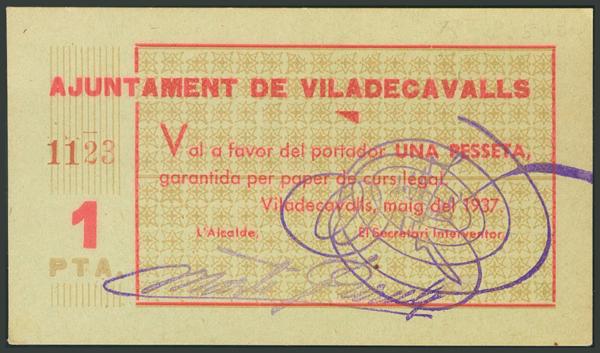 AJUNTAMENT DE VILADECAVALLS
1123
Val a favor del portador UNA PESSETA,
garantida per paper de curs legal.
Viladecavalls, maig del 1937.
L'Alcalde, El Secretari Interventor
1
PTA